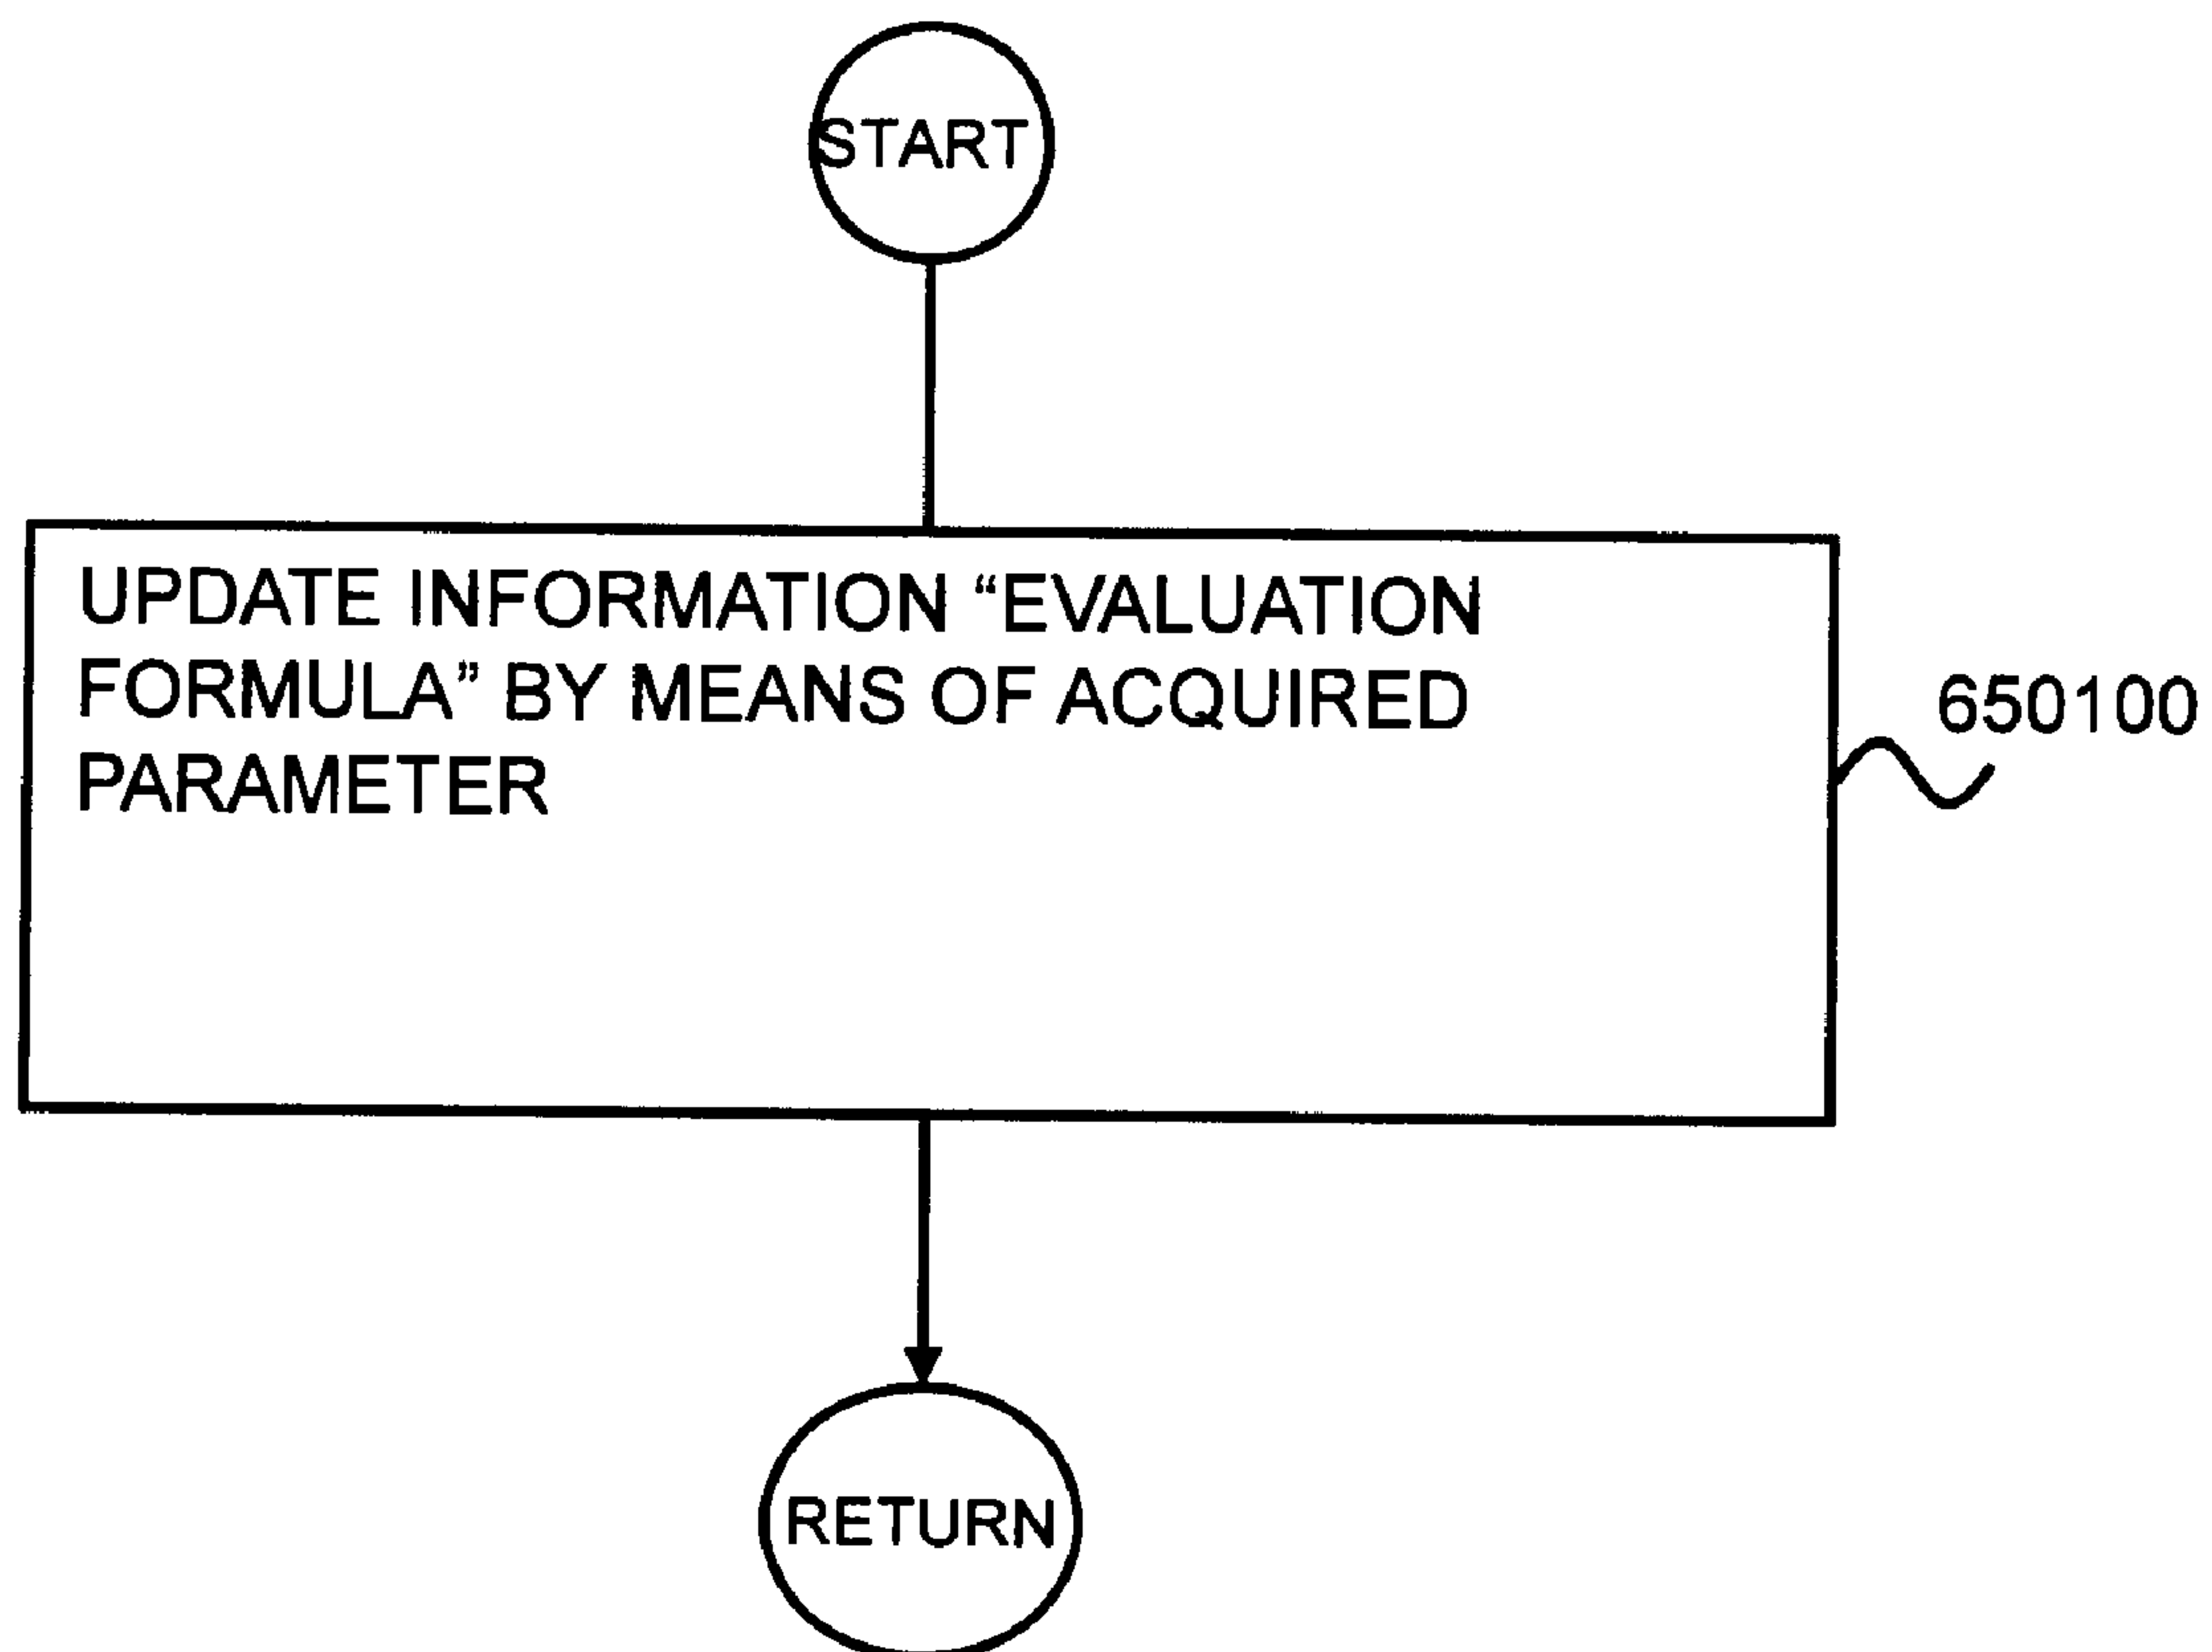 START
UPDATE INFORMATION “EVALUATION
FORMULA” BY MEANS OF ACQUIRED
PARAMETER
650100
RETURN